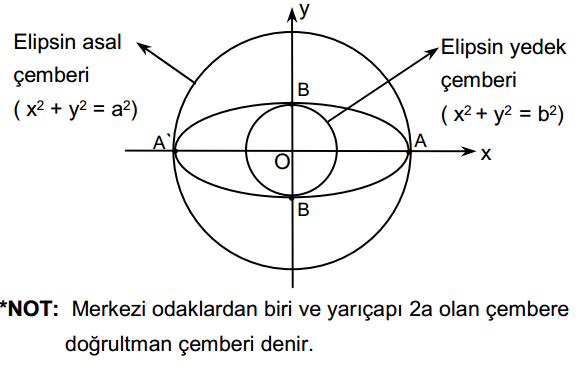 y
Elipsin asal
çemberi
( x² + y² = a²)
Elipsin yedek
çemberi
( x² + y² = b²)
B
A`
A
O
x
B
*NOT: Merkezi odaklardan biri ve yarıçapı 2a olan çembere
doğrultman çemberi denir.